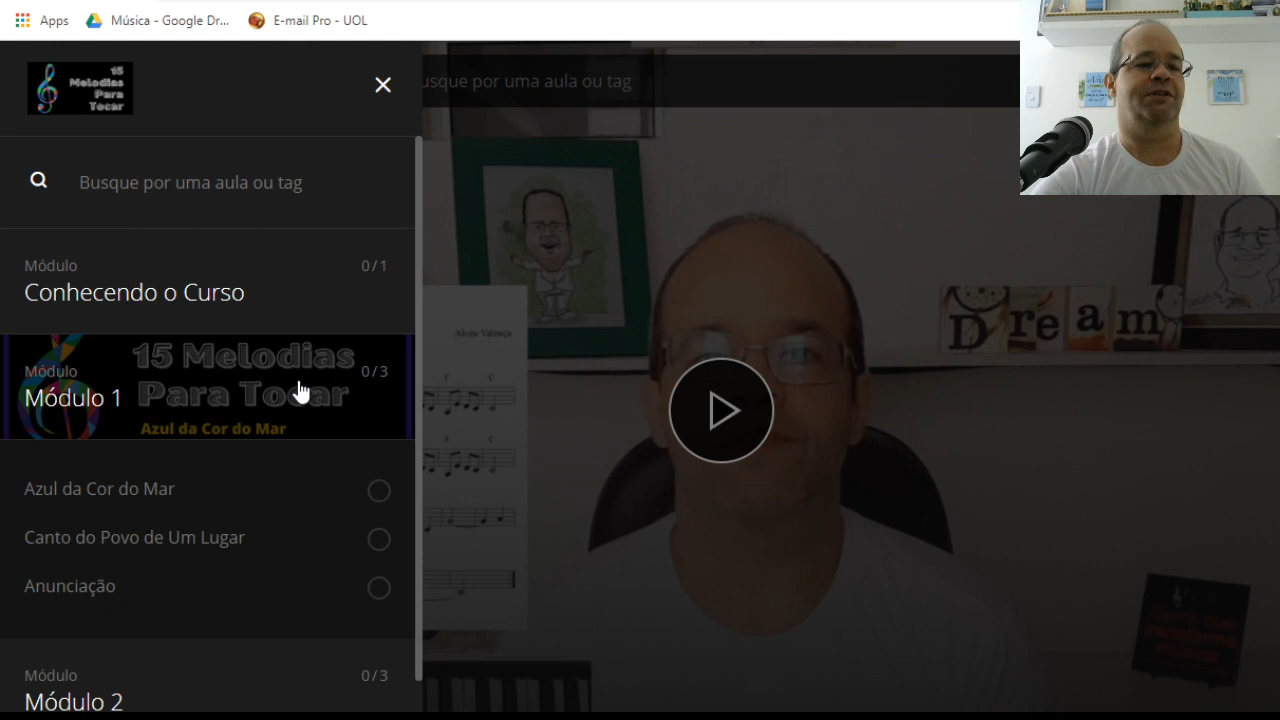 Apps
Música - Google Dr...
E-mail Pro - UOL
15
Melodias
Para
Tocar
usque por uma aula ou tag
Busque por uma aula ou tag
Módulo
0/1
Conhecendo o Curso
15 Melodias
Para Tocar
Azul da Cor do Mar
Módulo
0/3
Módulo 1
Azul da Cor do Mar
Canto do Povo de Um Lugar
Anunciação
Módulo
0/3
Módulo 2
Alceu Valença
F C
F C
Dream